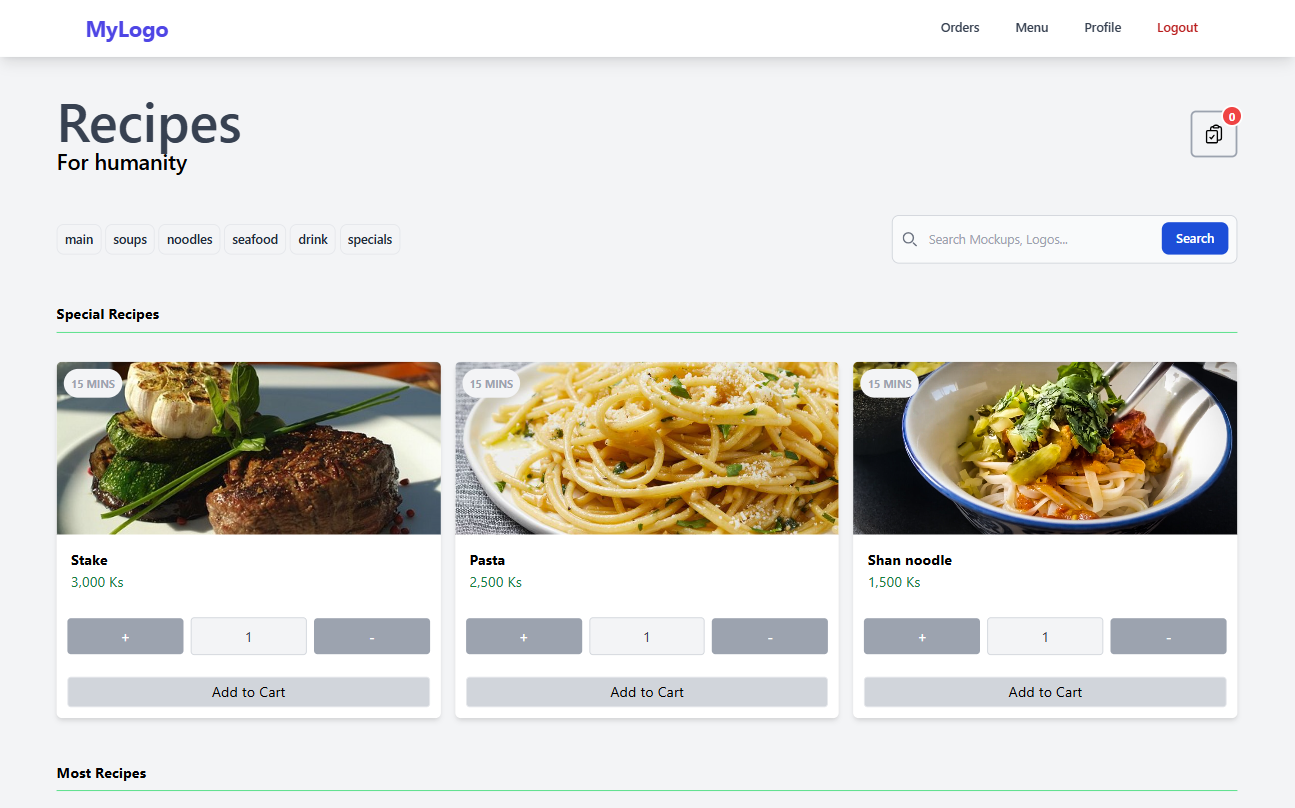 MyLogo
Orders Menu Profile Logout
Recipes
For humanity
0
main soups noodles seafood drink specials
Search Mockups, Logos...
Search
Special Recipes
15 MINS
Stake
3,000 Ks
+ 1 -
Add to Cart
15 MINS
Pasta
2,500 Ks
+ 1 -
Add to Cart
15 MINS
Shan noodle
1,500 Ks
+ 1 -
Add to Cart
Most Recipes